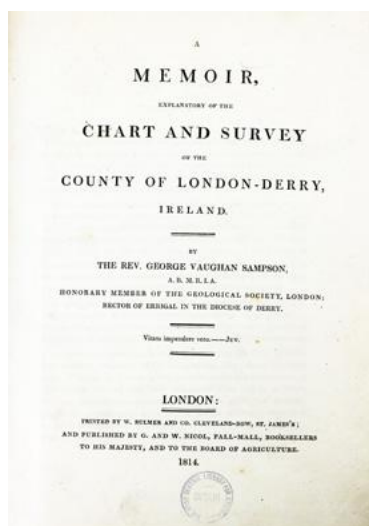 A
MEMOIR,
EXPLANATORY OF THE
CHART AND SURVEY
OF THE
COUNTY OF LONDON-DERRY,
IRELAND.
BY
THE REV. GEORGE VAUGHAN SAMPSON,
A. B. M. R. I. A.
HONORARY MEMBER OF THE GEOLOGICAL SOCIETY, LONDON;
RECTOR OF ERRIGAL IN THE DIOCESE OF DERRY.
Vitam impendere vero.——JUV.
LONDON:
PRINTED BY W. BULMER AND CO. CLEVELAND-ROW, ST. JAMES'S;
AND PUBLISHED BY G. AND W. NICOL, PALL-MALL, BOOKSELLERS
TO HIS MAJESTY, AND TO THE BOARD OF AGRICULTURE.
1814.